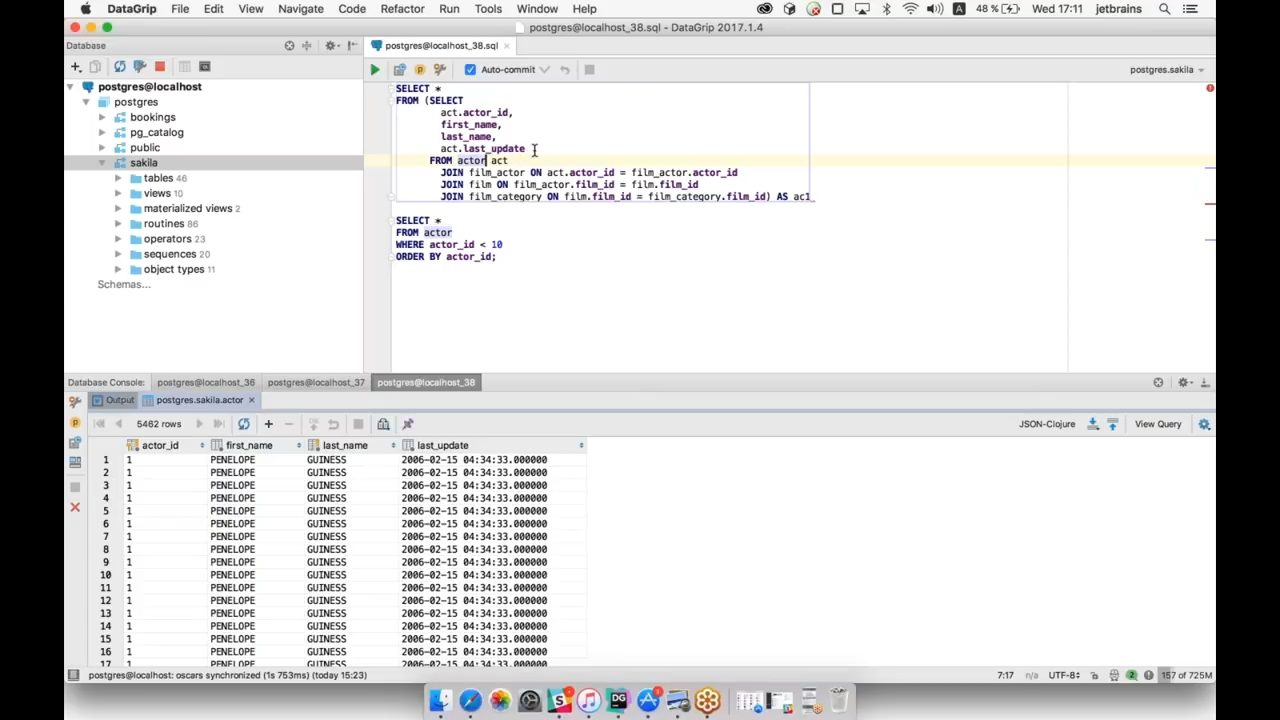 DataGrip File Edit View Navigate Code Refactor Run Tools Window Help A 48 % Wed 17:11 jetbrains
postgres@localhost_38.sql - DataGrip 2017.1.4
Database
postgres@localhost_38.sql
Auto-commit
postgres.sakila
postgres@localhost
postgres
bookings
pg_catalog
public
sakila
tables 46
views 10
materialized views 2
routines 86
operators 23
sequences 20
object types 11
Schemas...
SELECT *
FROM (SELECT
act.actor_id,
first_name,
last_name,
act.last_update
FROM actor act
JOIN film_actor ON act.actor_id = film_actor.actor_id
JOIN film ON film_actor.film_id = film.film_id
JOIN film_category ON film.film_id = film_category.film_id) AS ac1
SELECT *
FROM actor
WHERE actor_id < 10
ORDER BY actor_id;
Database Console: postgres@localhost_36 postgres@localhost_37 postgres@localhost_38
Output postgres.sakila.actor
5462 rows JSON-Clojure View Query
actor_id first_name last_name last_update
1 1 PENELOPE GUINESS 2006-02-15 04:34:33.000000
2 1 PENELOPE GUINESS 2006-02-15 04:34:33.000000
3 1 PENELOPE GUINESS 2006-02-15 04:34:33.000000
4 1 PENELOPE GUINESS 2006-02-15 04:34:33.000000
5 1 PENELOPE GUINESS 2006-02-15 04:34:33.000000
6 1 PENELOPE GUINESS 2006-02-15 04:34:33.000000
7 1 PENELOPE GUINESS 2006-02-15 04:34:33.000000
8 1 PENELOPE GUINESS 2006-02-15 04:34:33.000000
9 1 PENELOPE GUINESS 2006-02-15 04:34:33.000000
10 1 PENELOPE GUINESS 2006-02-15 04:34:33.000000
11 1 PENELOPE GUINESS 2006-02-15 04:34:33.000000
12 1 PENELOPE GUINESS 2006-02-15 04:34:33.000000
13 1 PENELOPE GUINESS 2006-02-15 04:34:33.000000
14 1 PENELOPE GUINESS 2006-02-15 04:34:33.000000
15 1 PENELOPE GUINESS 2006-02-15 04:34:33.000000
16 1 PENELOPE GUINESS 2006-02-15 04:34:33.000000
17 1 PENELOPE GUINESS 2006-02-15 04:34:33.000000
postgres@localhost: oscars synchronized (1s 753ms) (today 15:23) 7:17 n/a UTF-8 2 157 of 725M
DG